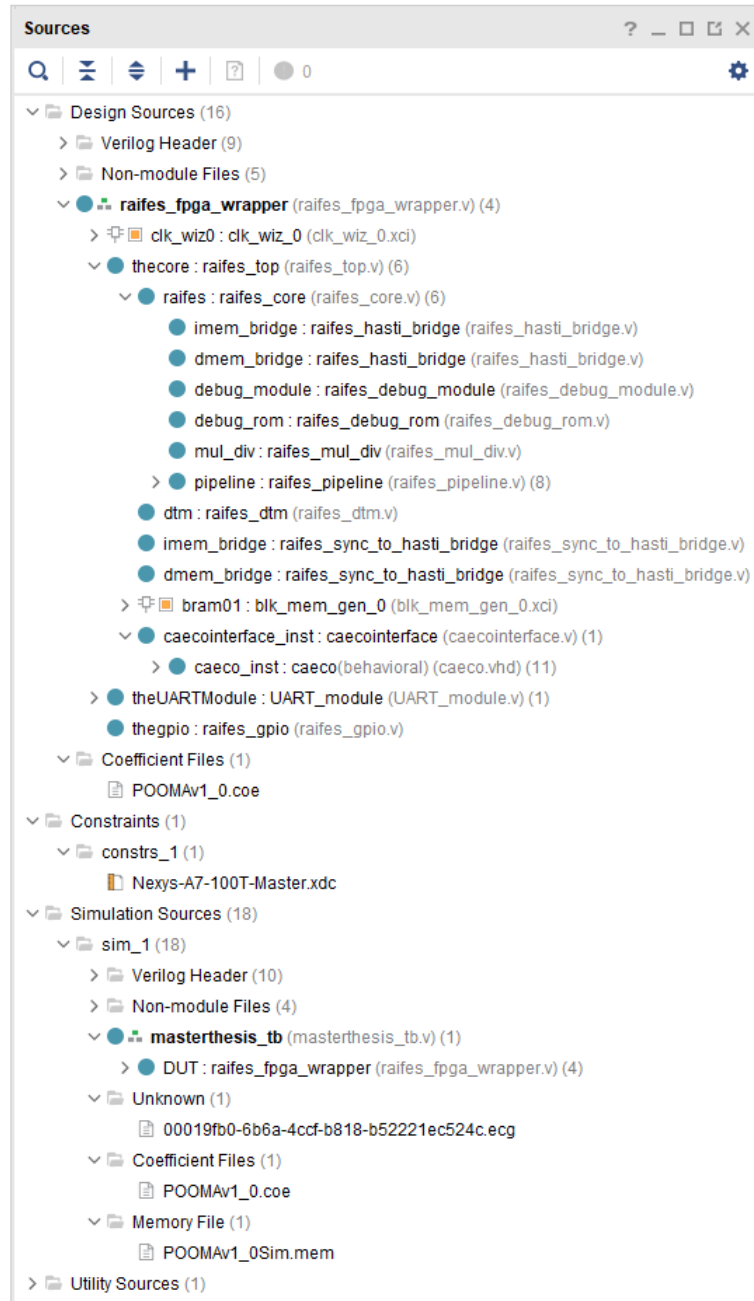 Sources ? _ 
0
Design Sources (16)
Verilog Header (9)
Non-module Files (5)
raifes_fpga_wrapper (raifes_fpga_wrapper.v) (4)
clk_wiz0 : clk_wiz_0 (clk_wiz_0.xci)
thecore : raifes_top (raifes_top.v) (6)
raifes : raifes_core (raifes_core.v) (6)
imem_bridge : raifes_hasti_bridge (raifes_hasti_bridge.v)
dmem_bridge : raifes_hasti_bridge (raifes_hasti_bridge.v)
debug_module : raifes_debug_module (raifes_debug_module.v)
debug_rom : raifes_debug_rom (raifes_debug_rom.v)
mul_div : raifes_mul_div (raifes_mul_div.v)
pipeline : raifes_pipeline (raifes_pipeline.v) (8)
dtm : raifes_dtm (raifes_dtm.v)
imem_bridge : raifes_sync_to_hasti_bridge (raifes_sync_to_hasti_bridge.v)
dmem_bridge : raifes_sync_to_hasti_bridge (raifes_sync_to_hasti_bridge.v)
bram01 : blk_mem_gen_0 (blk_mem_gen_0.xci)
caecointerface_inst : caecointerface (caecointerface.v) (1)
caeco_inst : caeco(behavioral) (caeco.vhd) (11)
theUARTModule : UART_module (UART_module.v) (1)
thegpio : raifes_gpio (raifes_gpio.v)
Coefficient Files (1)
POOMAv1_0.coe
Constraints (1)
constrs_1 (1)
Nexys-A7-100T-Master.xdc
Simulation Sources (18)
sim_1 (18)
Verilog Header (10)
Non-module Files (4)
masterthesis_tb (masterthesis_tb.v) (1)
DUT : raifes_fpga_wrapper (raifes_fpga_wrapper.v) (4)
Unknown (1)
00019fb0-6b6a-4ccf-b818-b52221ec524c.ecg
Coefficient Files (1)
POOMAv1_0.coe
Memory File (1)
POOMAv1_0Sim.mem
Utility Sources (1)